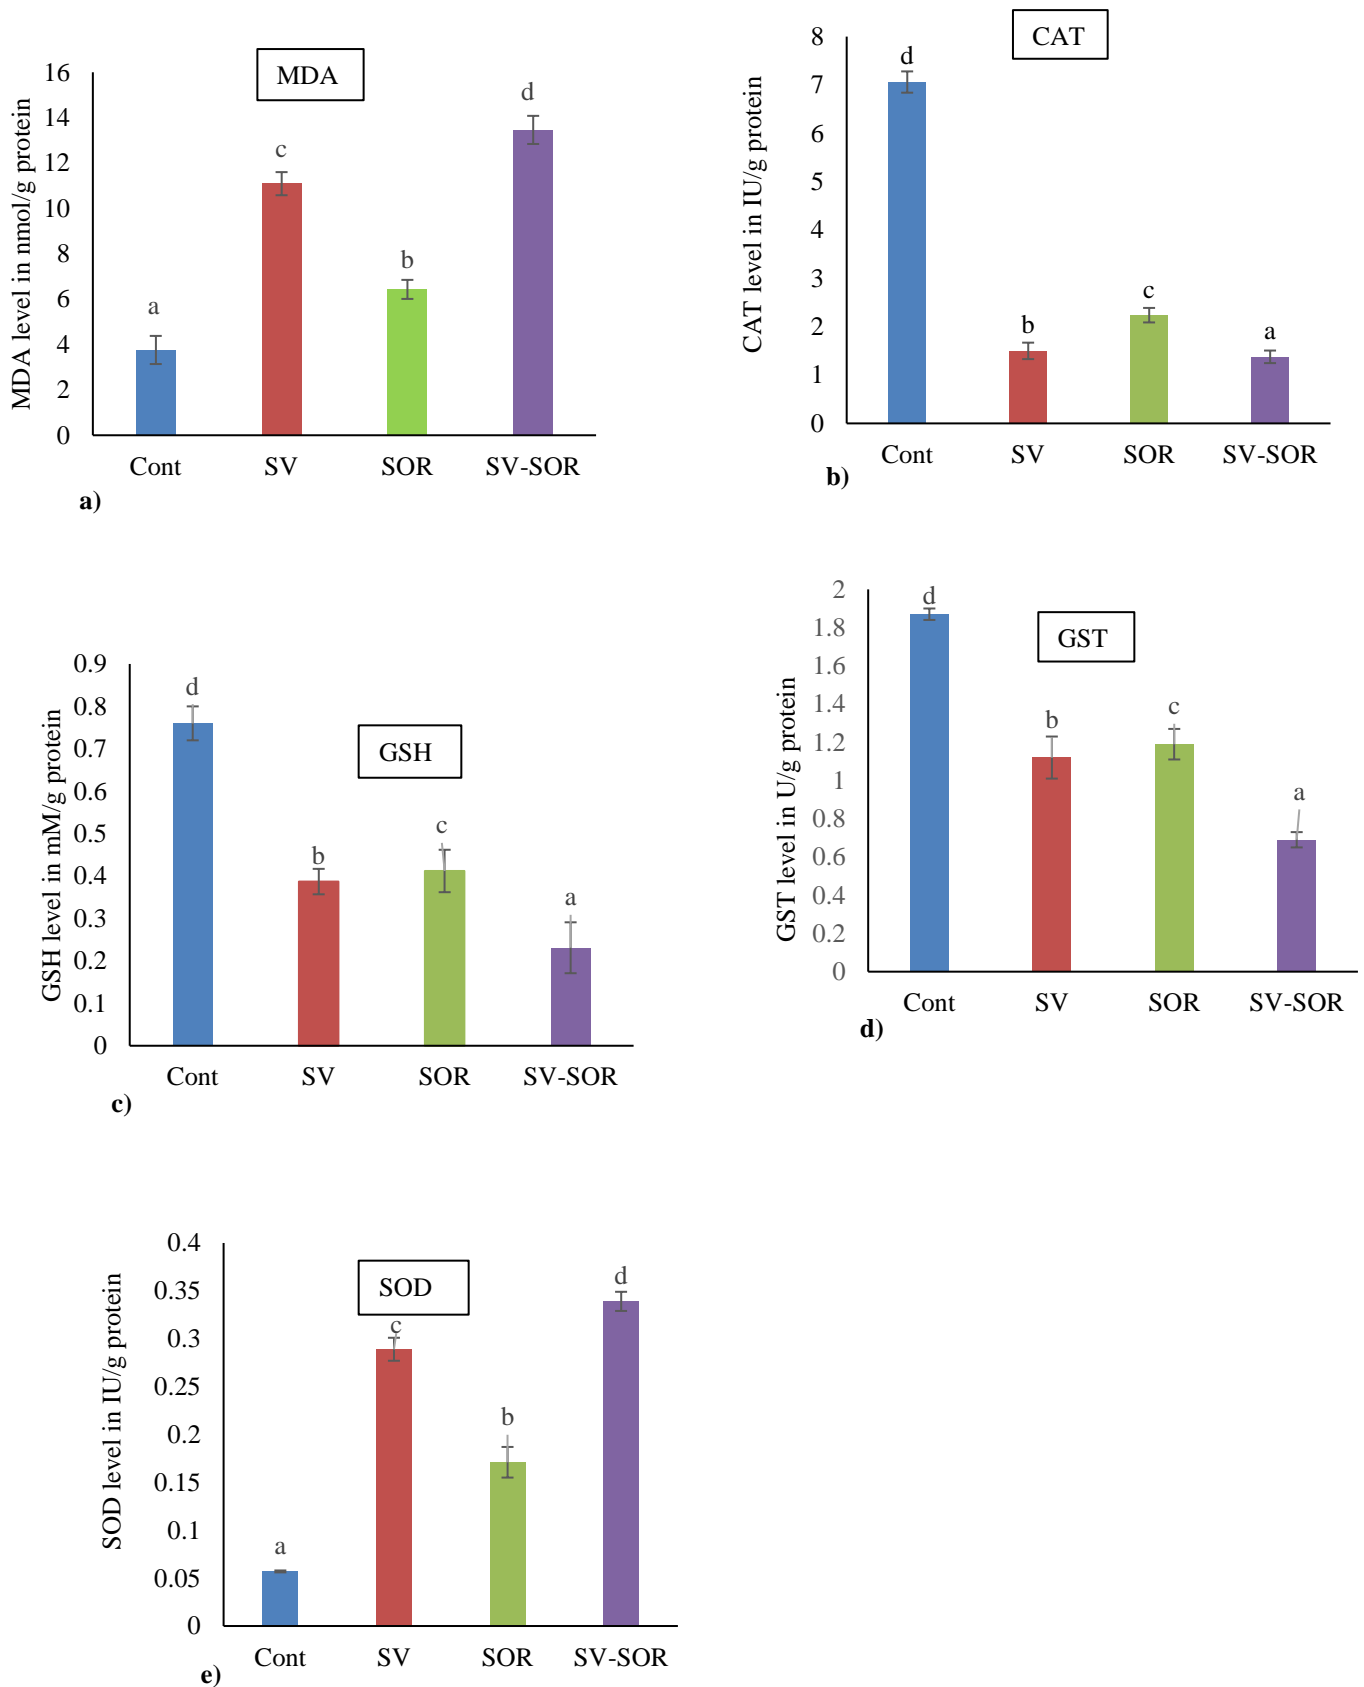 MDA
MDA level in nmol/g protein
16
14
12
10
8
6
4
2
0
a
c
b
d
Cont SV SOR SV-SOR
a)
CAT
CAT level in IU/g protein
8
7
6
5
4
3
2
1
0
d
b
c
a
Cont SV SOR SV-SOR
b)
GSH
GSH level in mM/g protein
0.9
0.8
0.7
0.6
0.5
0.4
0.3
0.2
0.1
0
d
b
c
a
Cont SV SOR SV-SOR
c)
GST
GST level in U/g protein
2
1.8
1.6
1.4
1.2
1
0.8
0.6
0.4
0.2
0
d
b
c
a
Cont SV SOR SV-SOR
d)
SOD
SOD level in IU/g protein
0.4
0.35
0.3
0.25
0.2
0.15
0.1
0.05
0
a
c
b
d
Cont SV SOR SV-SOR
e)